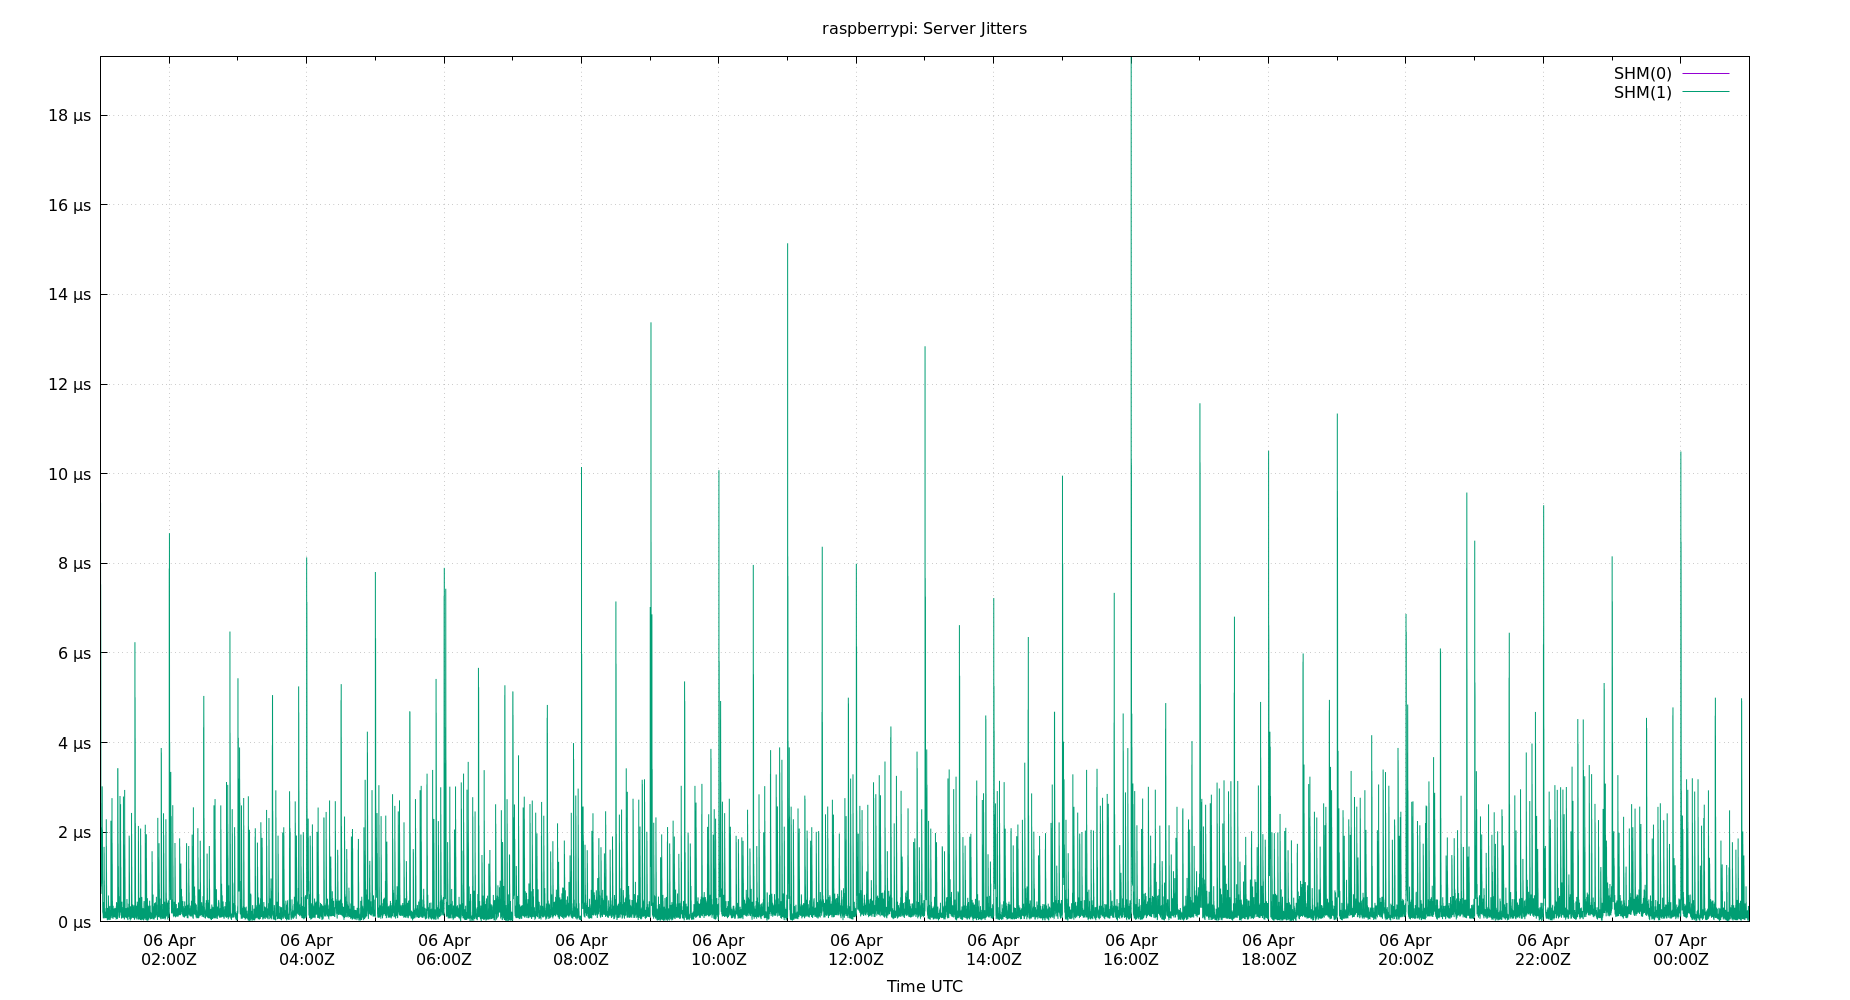 raspberrypi: Server Jitters
SHM(0)
SHM(1)
18 µs
16 µs
14 µs
12 µs
10 µs
8 µs
6 µs
4 µs
2 µs
0 µs
06 Apr 06 Apr 06 Apr 06 Apr 06 Apr 06 Apr 06 Apr 06 Apr 06 Apr 06 Apr 06 Apr 07 Apr
02:00Z 04:00Z 06:00Z 08:00Z 10:00Z 12:00Z 14:00Z 16:00Z 18:00Z 20:00Z 22:00Z 00:00Z
Time UTC